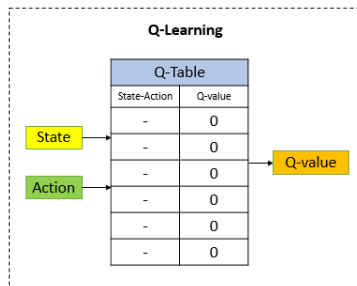 Q-Learning
Q-Table
State-Action Q-value
- 0
- 0
- 0
- 0
- 0
- 0
State
Action
Q-value